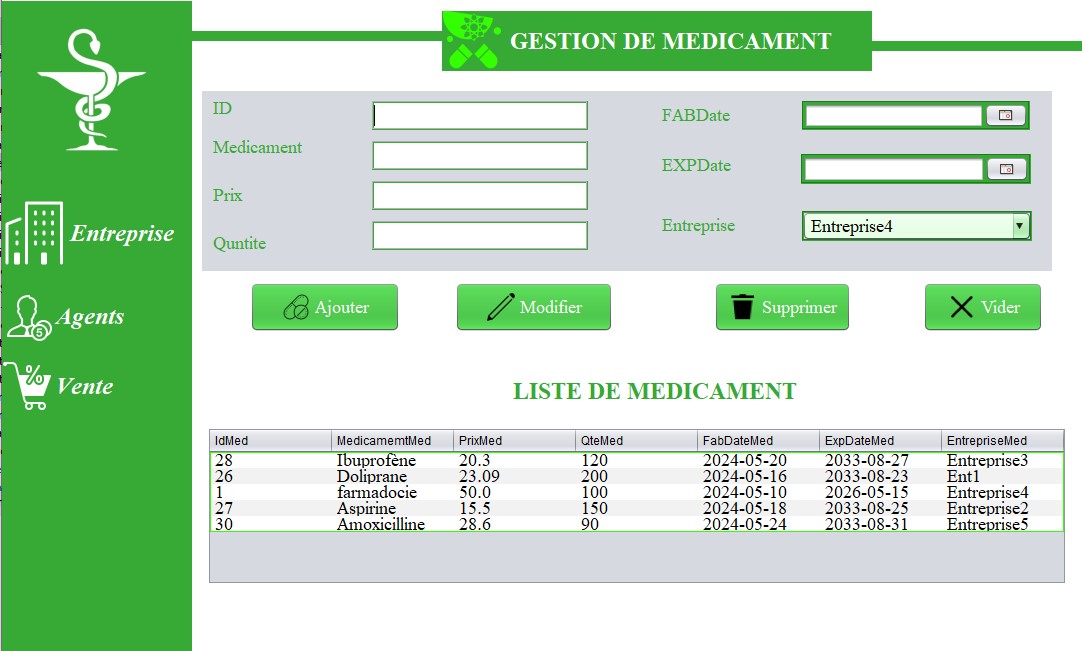 GESTION DE MEDICAMENT
Entreprise
5
Agents
%
Vente
ID
Medicament
Prix
Quntite
FABDate
EXPDate
Entreprise
Entreprise4
Ajouter
Modifier
Supprimer
Vider
LISTE DE MEDICAMENT
IdMed MedicamemtMed PrixMed QteMed FabDateMed ExpDateMed EntrepriseMed
28 Ibuprofène 20.3 120 2024-05-20 2033-08-27 Entreprise3
26 Doliprane 23.09 200 2024-05-16 2033-08-23 Ent1
1 farmadocie 50.0 100 2024-05-10 2026-05-15 Entreprise4
27 Aspirine 15.5 150 2024-05-18 2033-08-25 Entreprise2
30 Amoxicilline 28.6 90 2024-05-24 2033-08-31 Entreprise5